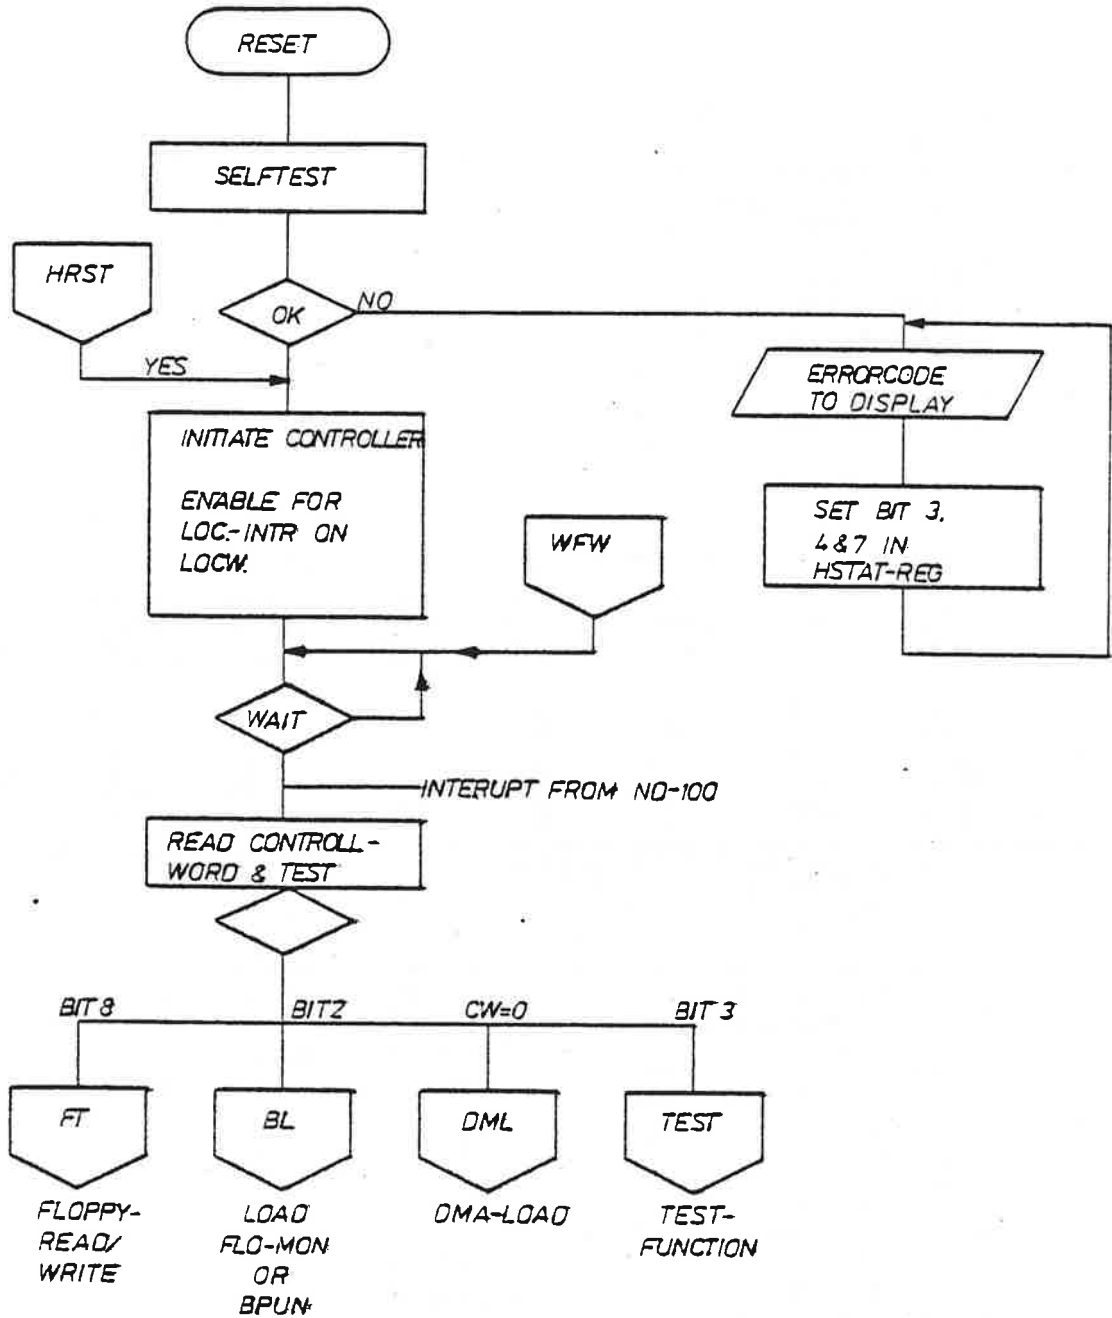 RESET
SELFTEST
HRST
OK
NO
YES
ERRORCODE
TO DISPLAY
INITIATE CONTROLLER
ENABLE FOR
LOC.-INTR ON
LOCW.
SET BIT 3,
4&7 IN
HSTAT-REG
WFW
WAIT
INTERUPT FROM ND-100
READ CONTROLL-
WORD & TEST
BIT 8
BIT2
CW=0
BIT 3
FT
BL
DML
TEST
FLOPPY-
READ/
WRITE
LOAD
FLO-MON
OR
BPUN
DMA-LOAD
TEST-
FUNCTION